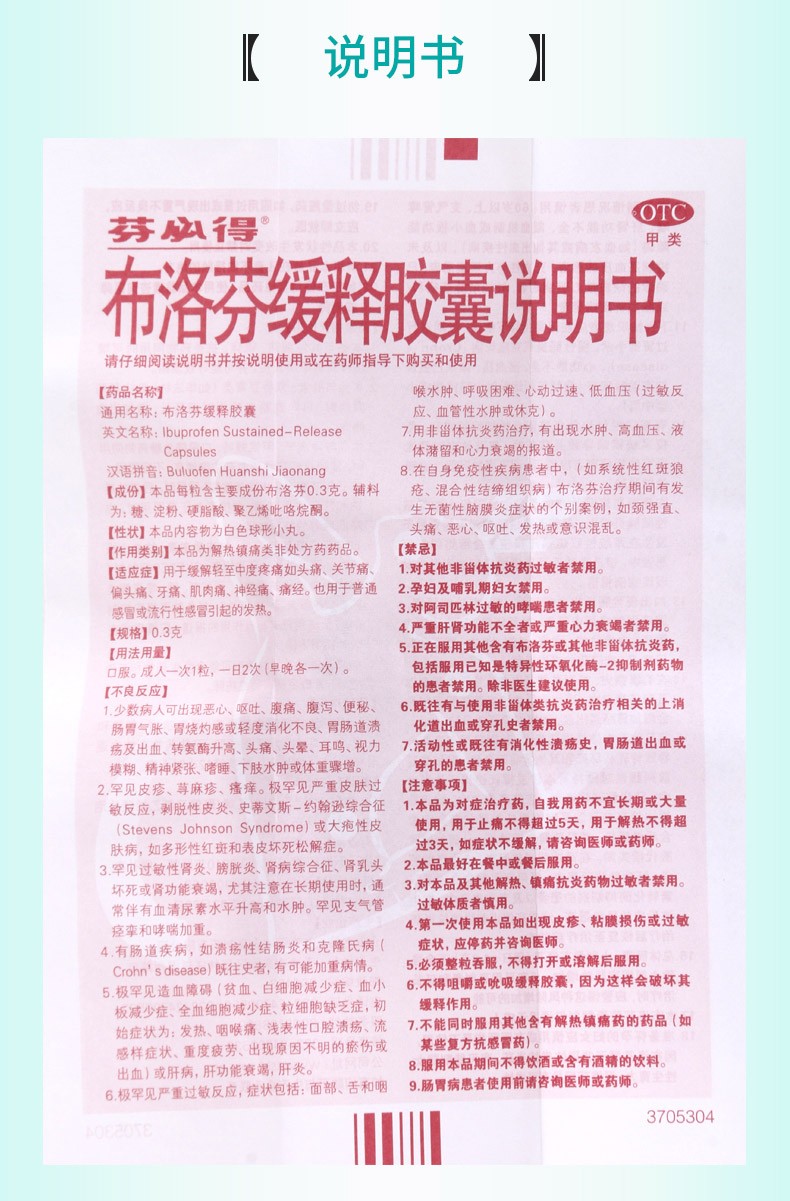 【 说明书 】
芬必得®
OTC
甲类
布洛芬缓释胶囊说明书
请仔细阅读说明书并按说明使用或在药师指导下购买和使用
【药品名称】
通用名称：布洛芬缓释胶囊
英文名称：Ibuprofen Sustained-Release
Capsules
汉语拼音：Buluofen Huanshi Jiaonang
【成份】本品每粒含主要成份布洛芬0.3克。辅料
为：糖、淀粉、硬脂酸、聚乙烯吡咯烷酮。
【性状】本品内容物为白色球形小丸。
【作用类别】本品为解热镇痛类非处方药药品。
【适应症】用于缓解轻至中度疼痛如头痛、关节痛、
偏头痛、牙痛、肌肉痛、神经痛、痛经。也用于普通
感冒或流行性感冒引起的发热。
【规格】0.3克
【用法用量】
口服。成人一次1粒，一日2次（早晚各一次）。
【不良反应】
1.少数病人可出现恶心、呕吐、腹痛、腹泻、便秘、
肠胃气胀、胃烧灼感或轻度消化不良、胃肠道溃
疡及出血、转氨酶升高、头痛、头晕、耳鸣、视力
模糊、精神紧张、嗜睡、下肢水肿或体重骤增。
2.罕见皮疹、荨麻疹、瘙痒。极罕见严重皮肤过
敏反应，剥脱性皮炎、史蒂文斯-约翰逊综合征
（Stevens Johnson Syndrome）或大疱性皮
肤病，如多形性红斑和表皮坏死松解症。
3.罕见过敏性肾炎、膀胱炎、肾病综合征、肾乳头
坏死或肾功能衰竭，尤其注意在长期使用时，通
常伴有血清尿素水平升高和水肿。罕见支气管
痉挛和哮喘加重。
4.有肠道疾病，如溃疡性结肠炎和克隆氏病（
Crohn's disease）既往史者，有可能加重病情。
5.极罕见造血障碍（贫血、白细胞减少症、血小
板减少症、全血细胞减少症、粒细胞缺乏症，初
始症状为：发热、咽喉痛、浅表性口腔溃疡、流
感样症状、重度疲劳、出现原因不明的瘀伤或
出血）或肝病，肝功能衰竭，肝炎。
6.极罕见严重过敏反应，症状包括：面部、舌和咽
喉水肿、呼吸困难、心动过速、低血压（过敏反
应、血管性水肿或休克）。
7.用非甾体抗炎药治疗，有出现水肿、高血压、液
体潴留和心力衰竭的报道。
8.在自身免疫性疾病患者中，（如系统性红斑狼
疮、混合性结缔组织病）布洛芬治疗期间有发
生无菌性脑膜炎症状的个别案例，如颈强直、
头痛、恶心、呕吐、发热或意识混乱。
【禁忌】
1.对其他非甾体抗炎药过敏者禁用。
2.孕妇及哺乳期妇女禁用。
3.对阿司匹林过敏的哮喘患者禁用。
4.严重肝肾功能不全者或严重心力衰竭者禁用。
5.正在服用其他含有布洛芬或其他非甾体抗炎药，
包括服用已知是特异性环氧化酶-2抑制剂药物
的患者禁用。除非医生建议使用。
6.既往有与使用非甾体类抗炎药治疗相关的上消
化道出血或穿孔史者禁用。
7.活动性或既往有消化性溃疡史，胃肠道出血或
穿孔的患者禁用。
【注意事项】
1.本品为对症治疗药，自我用药不宜长期或大量
使用，用于止痛不得超过5天，用于解热不得超
过3天，如症状不缓解，请咨询医师或药师。
2.本品最好在餐中或餐后服用。
3.对本品及其他解热、镇痛抗炎药物过敏者禁用。
过敏体质者慎用。
4.第一次使用本品如出现皮疹、粘膜损伤或过敏
症状，应停药并咨询医师。
5.必须整粒吞服，不得打开或溶解后服用。
6.不得咀嚼或吮吸缓释胶囊，因为这样会破坏其
缓释作用。
7.不能同时服用其他含有解热镇痛药的药品（如
某些复方抗感冒药）。
8.服用本品期间不得饮酒或含有酒精的饮料。
9.肠胃病患者使用前请咨询医师或药师。
3705304